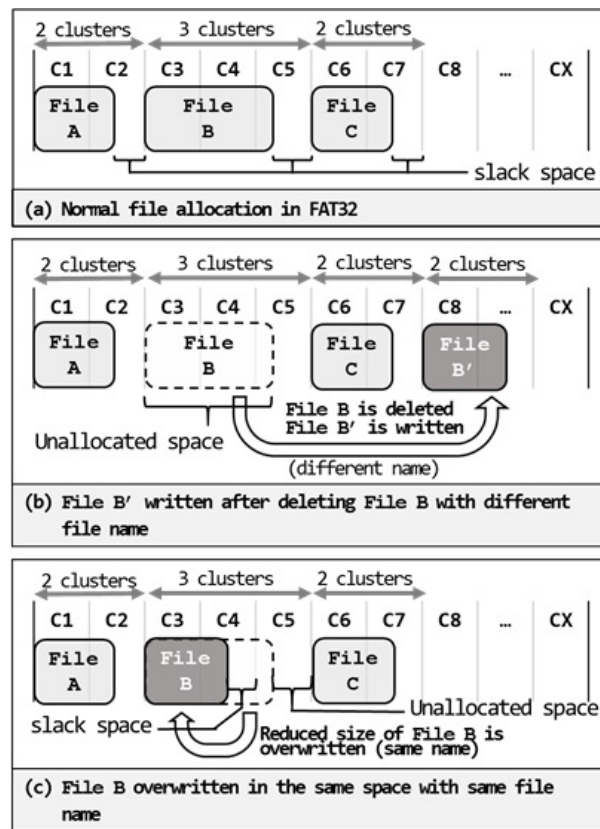 2 clusters 3 clusters 2 clusters
C1 C2 C3 C4 C5 C6 C7 C8 … CX
File A
File B
File C
slack space
(a) Normal file allocation in FAT32
2 clusters 3 clusters 2 clusters 2 clusters
C1 C2 C3 C4 C5 C6 C7 C8 … CX
File A
File B
File C
File B’
File B is deleted
File B’ is written
Unallocated space
(different name)
(b) File B’ written after deleting File B with different
file name
2 clusters 3 clusters 2 clusters
C1 C2 C3 C4 C5 C6 C7 C8 … CX
File A
File B
File C
Unallocated space
slack space
Reduced size of File B is
overwritten (same name)
(c) File B overwritten in the same space with same file
name